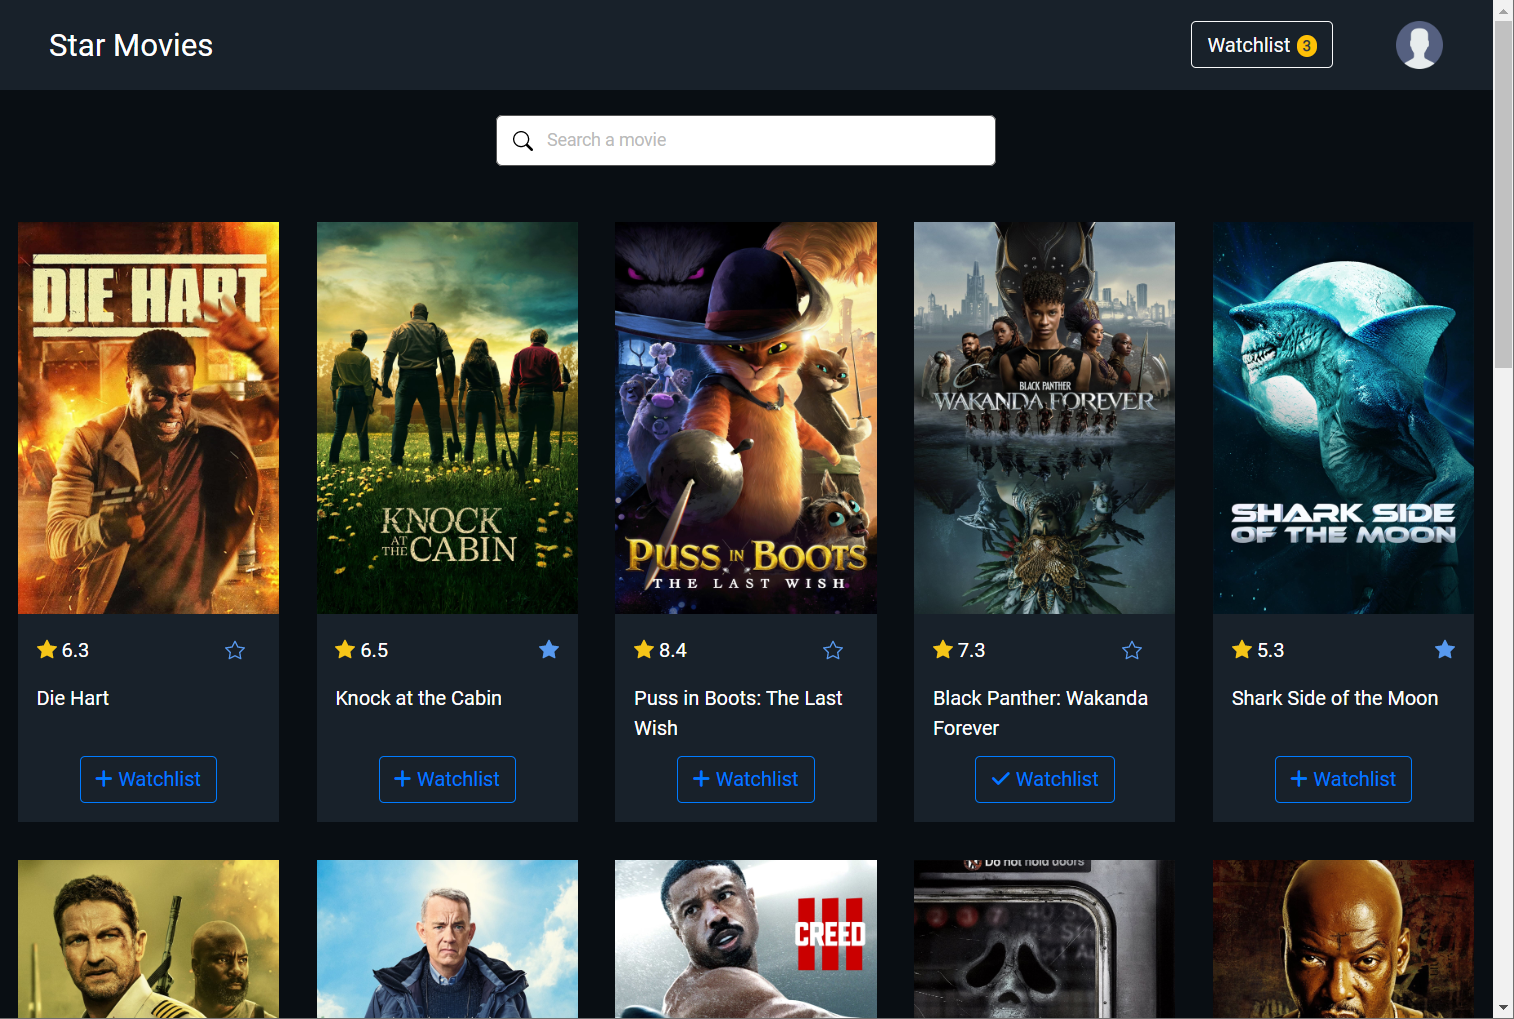 Star Movies
Watchlist 3
Search a movie
DIE HART
KNOCK
AT
THE CABIN
PUSS IN BOOTS
THE LAST WISH
BLACK PANTHER
WAKANDA FOREVER
SHARK SIDE
OF THE MOON
6.3
6.5
8.4
7.3
5.3
Die Hart
Knock at the Cabin
Puss in Boots: The Last
Wish
Black Panther: Wakanda
Forever
Shark Side of the Moon
Watchlist
Watchlist
Watchlist
Watchlist
Watchlist
III
CREED
Do not hold doors